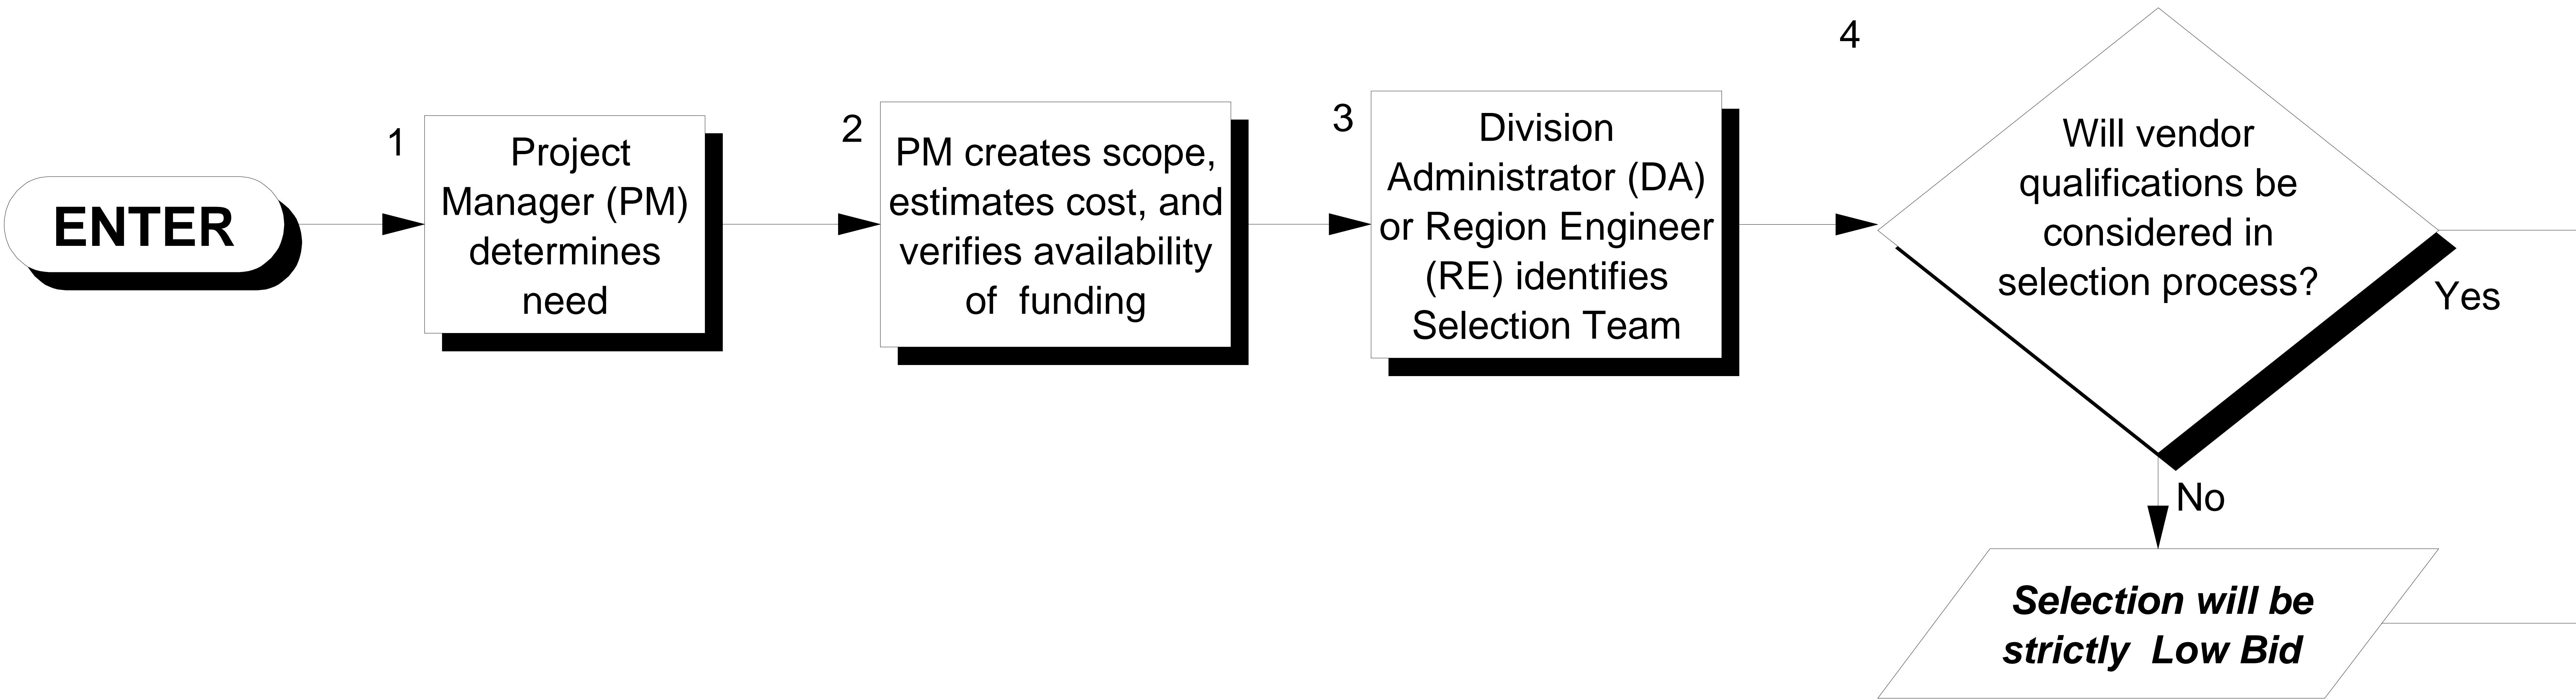 ENTER
1
Project
Manager (PM)
determines
need
2
PM creates scope,
estimates cost, and
verifies availability
of  funding
3
Division
Administrator (DA)
or Region Engineer
(RE) identifies
Selection Team
4
Will vendor
qualifications be
considered in
selection process?
Yes
No
Selection will be
strictly  Low Bid